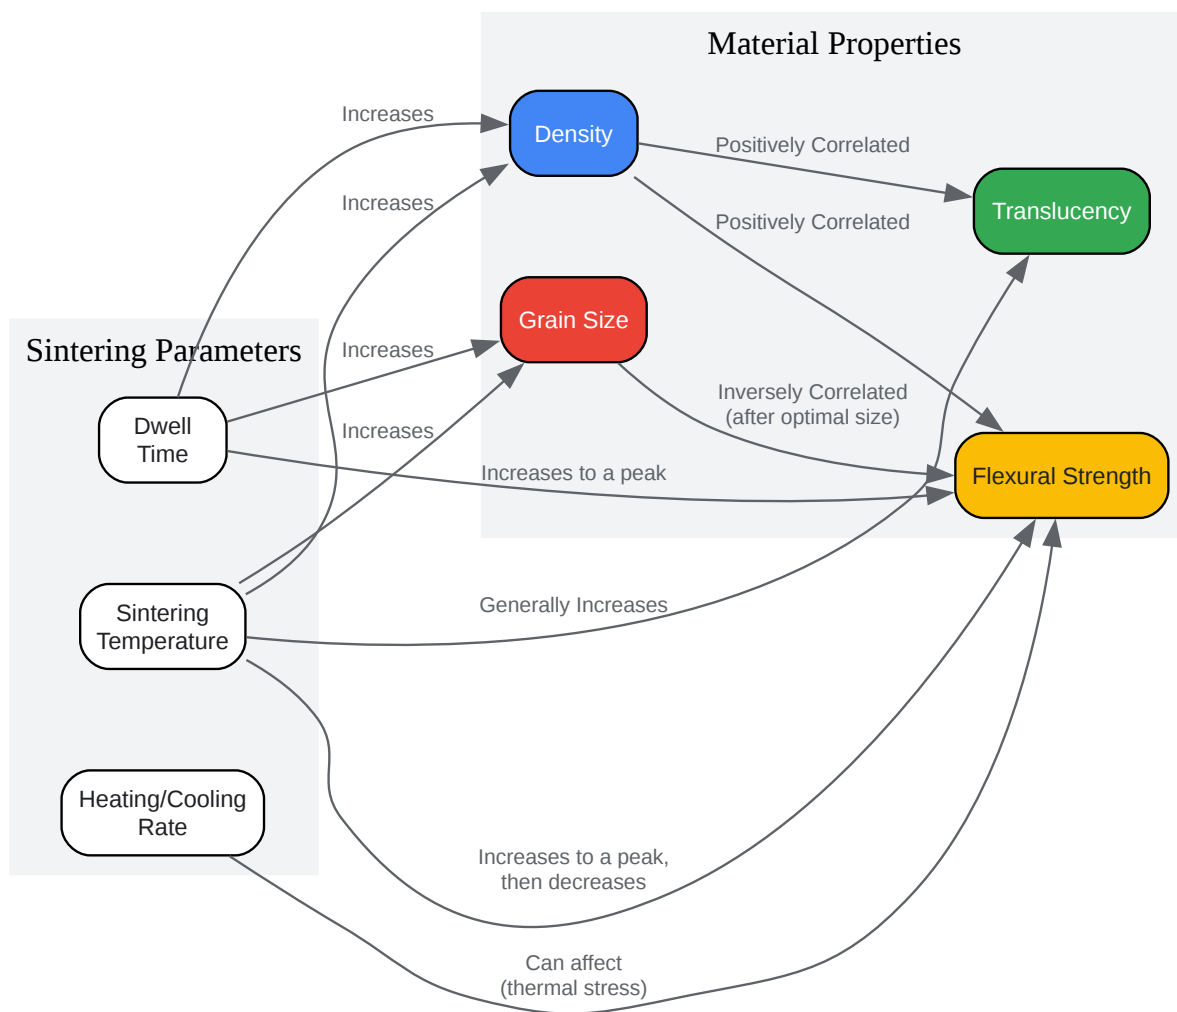 Material Properties
Increases
Density
Positively Correlated
Increases
Translucency
Positively Correlated
Grain Size
Sintering Parameters
Increases
Inversely Correlated
(after optimal size)
Dwell
Time
Increases
Increases to a peak
Flexural Strength
Generally Increases
Sintering
Temperature
Heating/Cooling
Rate
Increases to a peak,
then decreases
Can affect
(thermal stress)